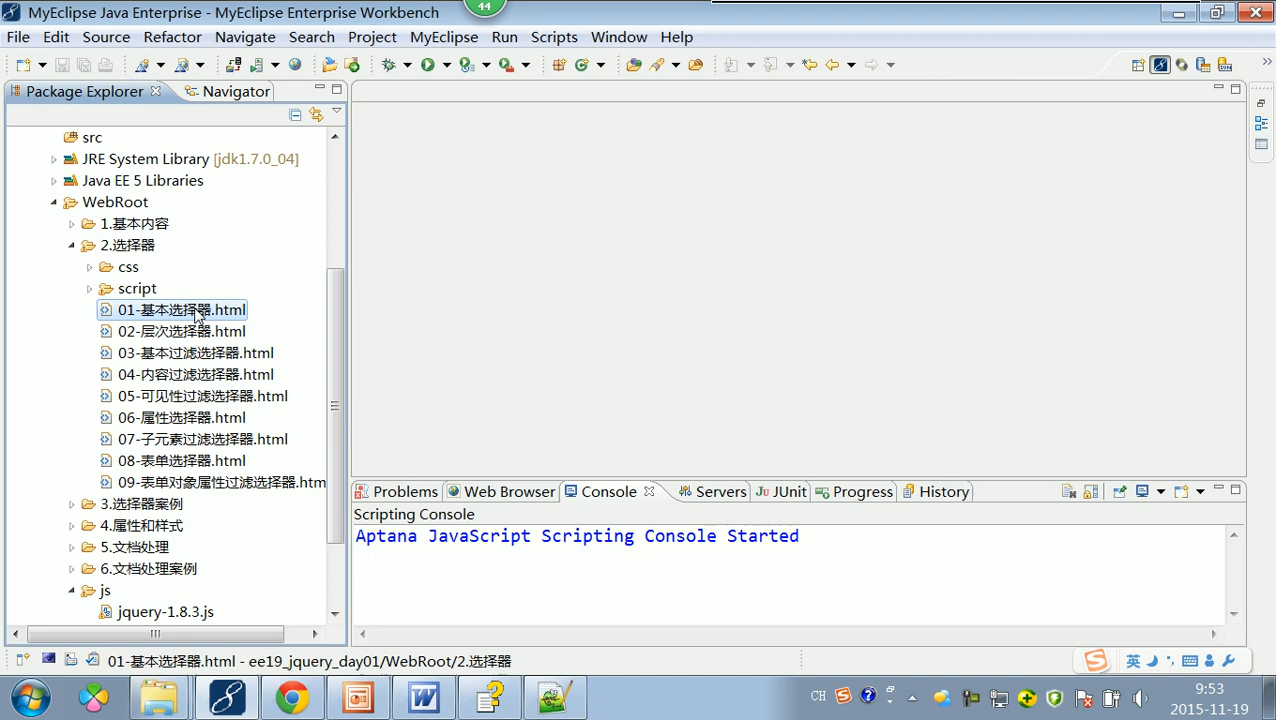 MyEclipse Java Enterprise - MyEclipse Enterprise Workbench
44
File Edit Source Refactor Navigate Search Project MyEclipse Run Scripts Window Help
Package Explorer Navigator
src
JRE System Library [jdk1.7.0_04]
Java EE 5 Libraries
WebRoot
1.基本内容
2.选择器
css
script
01-基本选择器.html
02-层次选择器.html
03-基本过滤选择器.html
04-内容过滤选择器.html
05-可见性过滤选择器.html
06-属性选择器.html
07-子元素过滤选择器.html
08-表单选择器.html
09-表单对象属性过滤选择器.htm
3.选择器案例
4.属性和样式
5.文档处理
6.文档处理案例
js
jquery-1.8.3.js
Problems Web Browser Console Servers JUnit Progress History
Scripting Console
Aptana JavaScript Scripting Console Started
01-基本选择器.html - ee19_jquery_day01/WebRoot/2.选择器
英
CH
9:53
2015-11-19